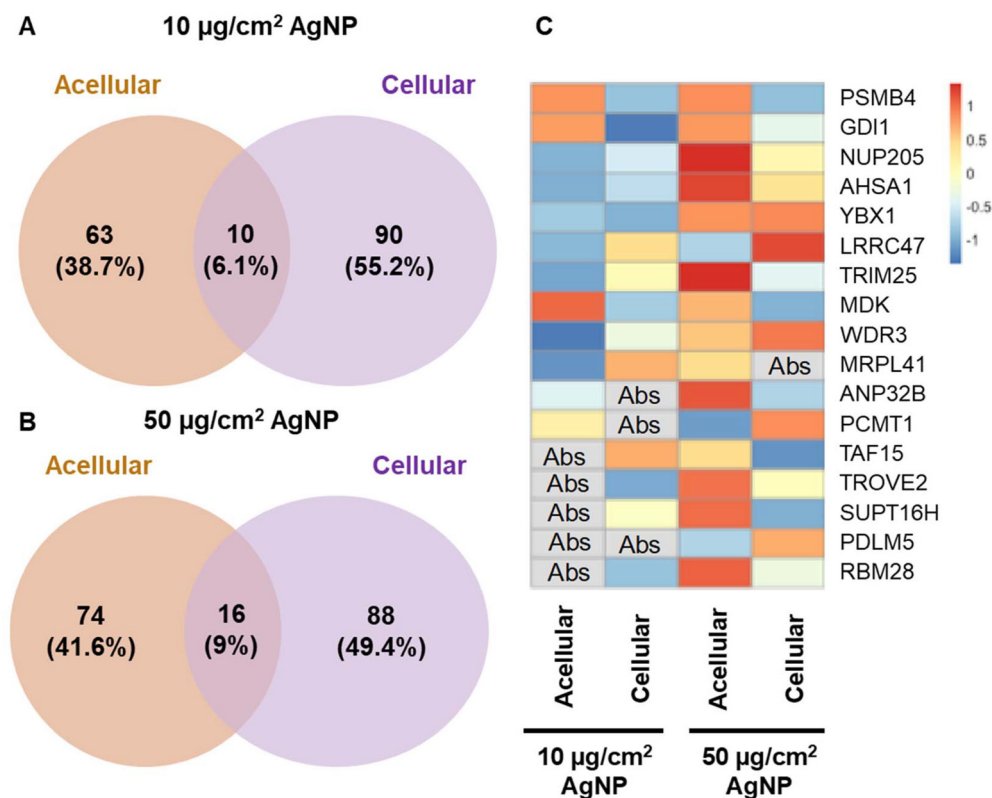 A
10 µg/cm² AgNP
Acellular
Cellular
63
(38.7%)
10
(6.1%)
90
(55.2%)
B
50 µg/cm² AgNP
Acellular
Cellular
74
(41.6%)
16
(9%)
88
(49.4%)
C
PSMB4
GDI1
NUP205
AHSA1
YBX1
LRRC47
TRIM25
MDK
WDR3
Abs MRPL41
Abs ANP32B
Abs PCMT1
Abs TAF15
Abs TROVE2
Abs SUPT16H
Abs Abs PDLM5
Abs RBM28
1
0.5
0
-0.5
-1
Acellular
Cellular
Acellular
Cellular
10 µg/cm²
AgNP
50 µg/cm²
AgNP